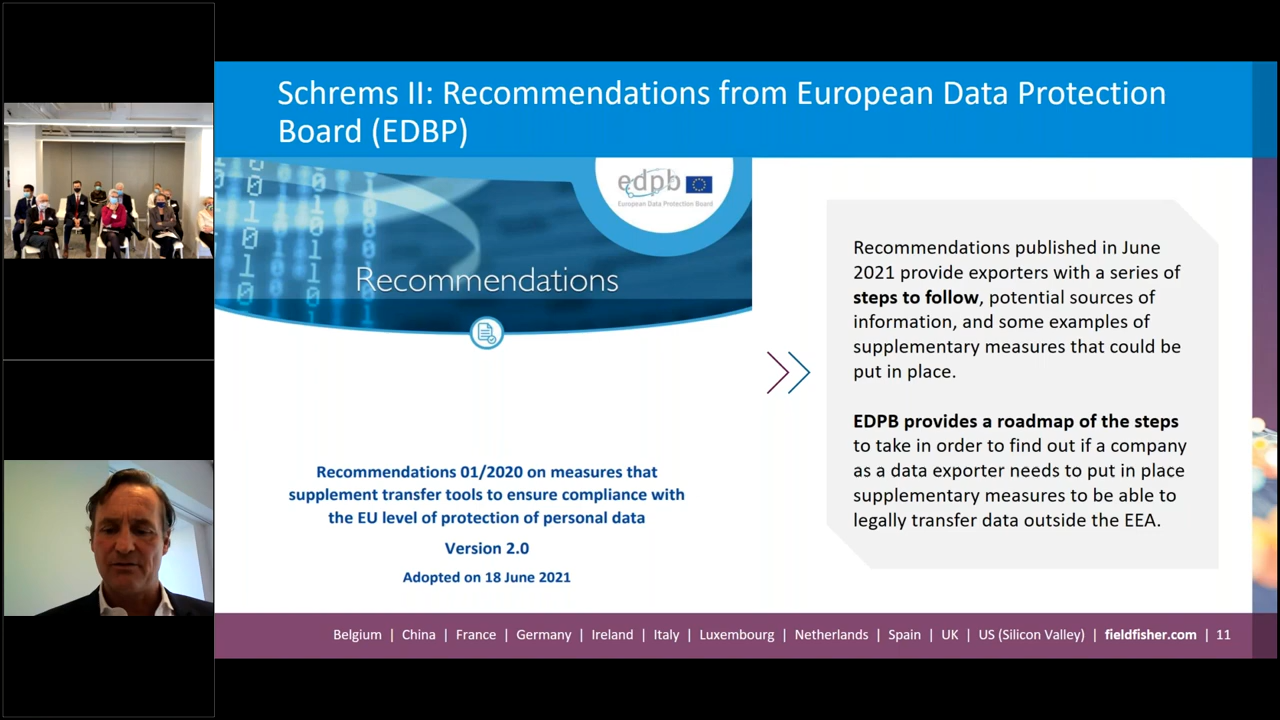 Schrems II: Recommendations from European Data Protection
Board (EDBP)
edpb
European Data Protection Board
Recommendations
Recommendations 01/2020 on measures that
supplement transfer tools to ensure compliance with
the EU level of protection of personal data
Version 2.0
Adopted on 18 June 2021
Recommendations published in June
2021 provide exporters with a series of
steps to follow, potential sources of
information, and some examples of
supplementary measures that could be
put in place.
EDPB provides a roadmap of the steps
to take in order to find out if a company
as a data exporter needs to put in place
supplementary measures to be able to
legally transfer data outside the EEA.
Belgium | China | France | Germany | Ireland | Italy | Luxembourg | Netherlands | Spain | UK | US (Silicon Valley) | fieldfisher.com | 11